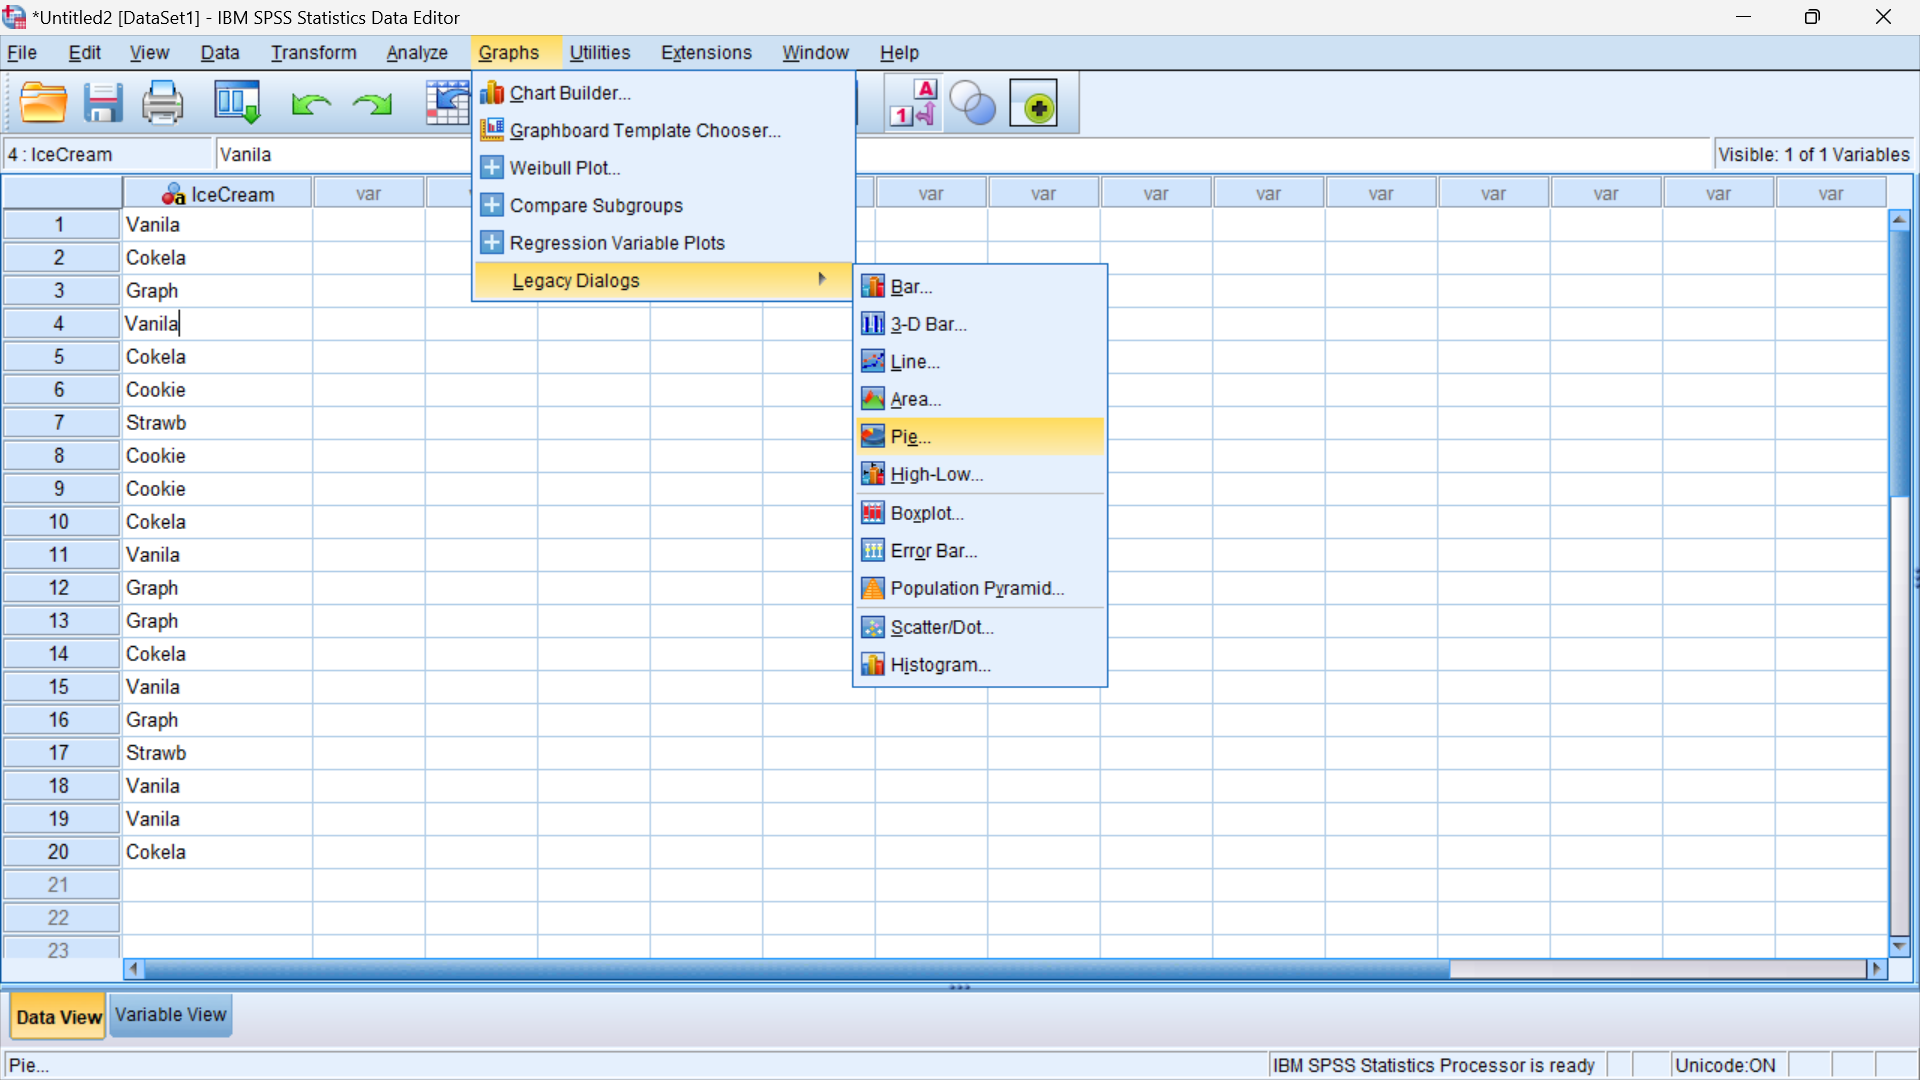 *Untitled2 [DataSet1] - IBM SPSS Statistics Data Editor
File Edit View Data Transform Analyze Graphs Utilities Extensions Window Help
4 : IceCream Vanila Visible: 1 of 1 Variables
Chart Builder...
Graphboard Template Chooser...
Weibull Plot...
Compare Subgroups
Regression Variable Plots
Legacy Dialogs
Bar...
3-D Bar...
Line...
Area...
Pie...
High-Low...
Boxplot...
Error Bar...
Population Pyramid...
Scatter/Dot...
Histogram...
IceCream var var var var var var var var var var
1 Vanila
2 Cokela
3 Graph
4 Vanila
5 Cokela
6 Cookie
7 Strawb
8 Cookie
9 Cookie
10 Cokela
11 Vanila
12 Graph
13 Graph
14 Cokela
15 Vanila
16 Graph
17 Strawb
18 Vanila
19 Vanila
20 Cokela
21
22
23
Data View Variable View
Pie... IBM SPSS Statistics Processor is ready Unicode:ON